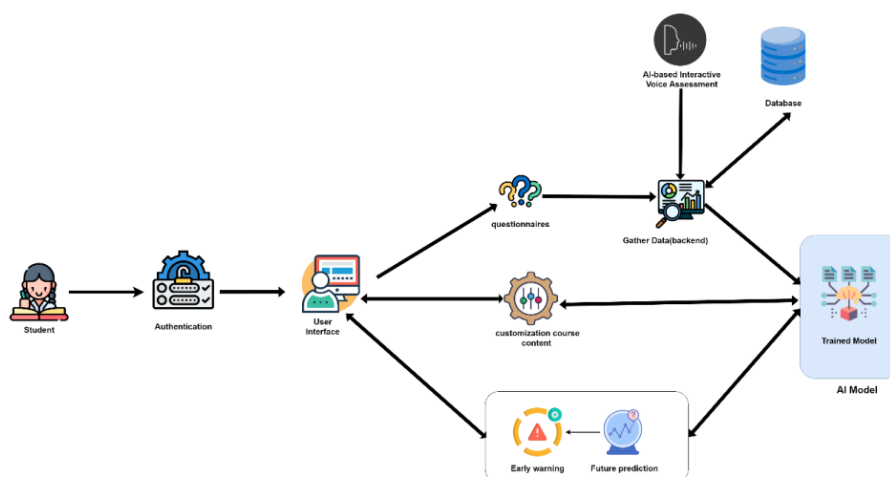 AI-based Interactive
Voice Assessment
Database
questionnaires
Gather Data(backend)
Student
Authentication
User
Interface
customization course
content
Trained Model
AI Model
Early warning
Future prediction